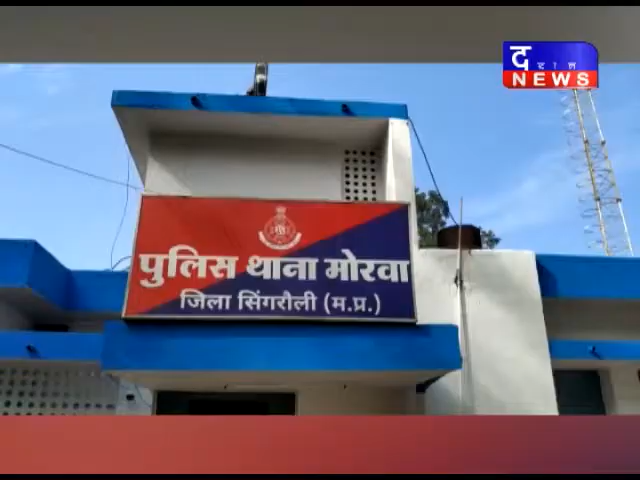 द
टाल
NEWS
पुलिस थाना मोरवा
जिला सिंगरौली (म.प्र.)